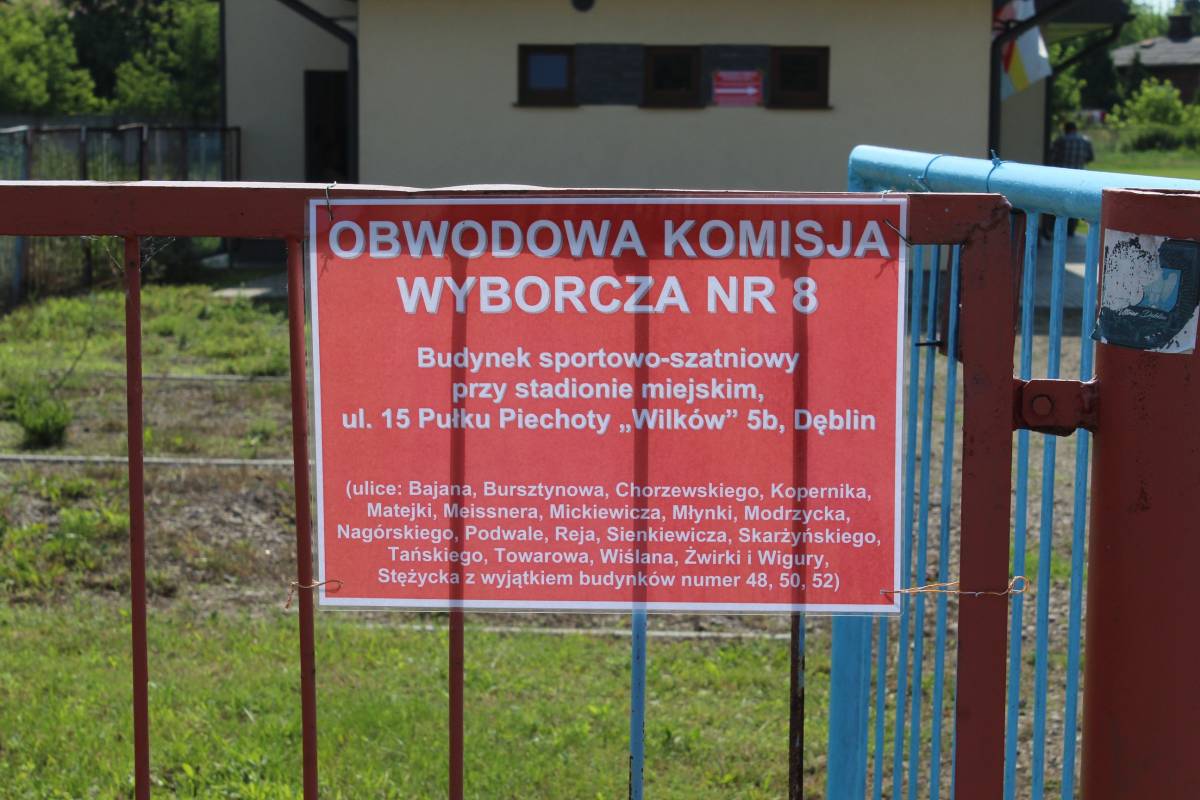 OBWODOWA KOMISJA
WYBORCZA NR 8
Budynek sportowo-szatniowy
przy stadionie miejskim,
ul. 15 Pułku Piechoty „Wilków” 5b, Dęblin
(ulice: Bajana, Bursztynowa, Chorzewskiego, Kopernika,
Matejki, Meissnera, Mickiewicza, Młynki, Modrzycka,
Nagórskiego, Podwale, Reja, Sienkiewicza, Skarżyńskiego,
Tańskiego, Towarowa, Wiślana, Żwirki i Wigury,
Stężycka z wyjątkiem budynków numer 48, 50, 52)